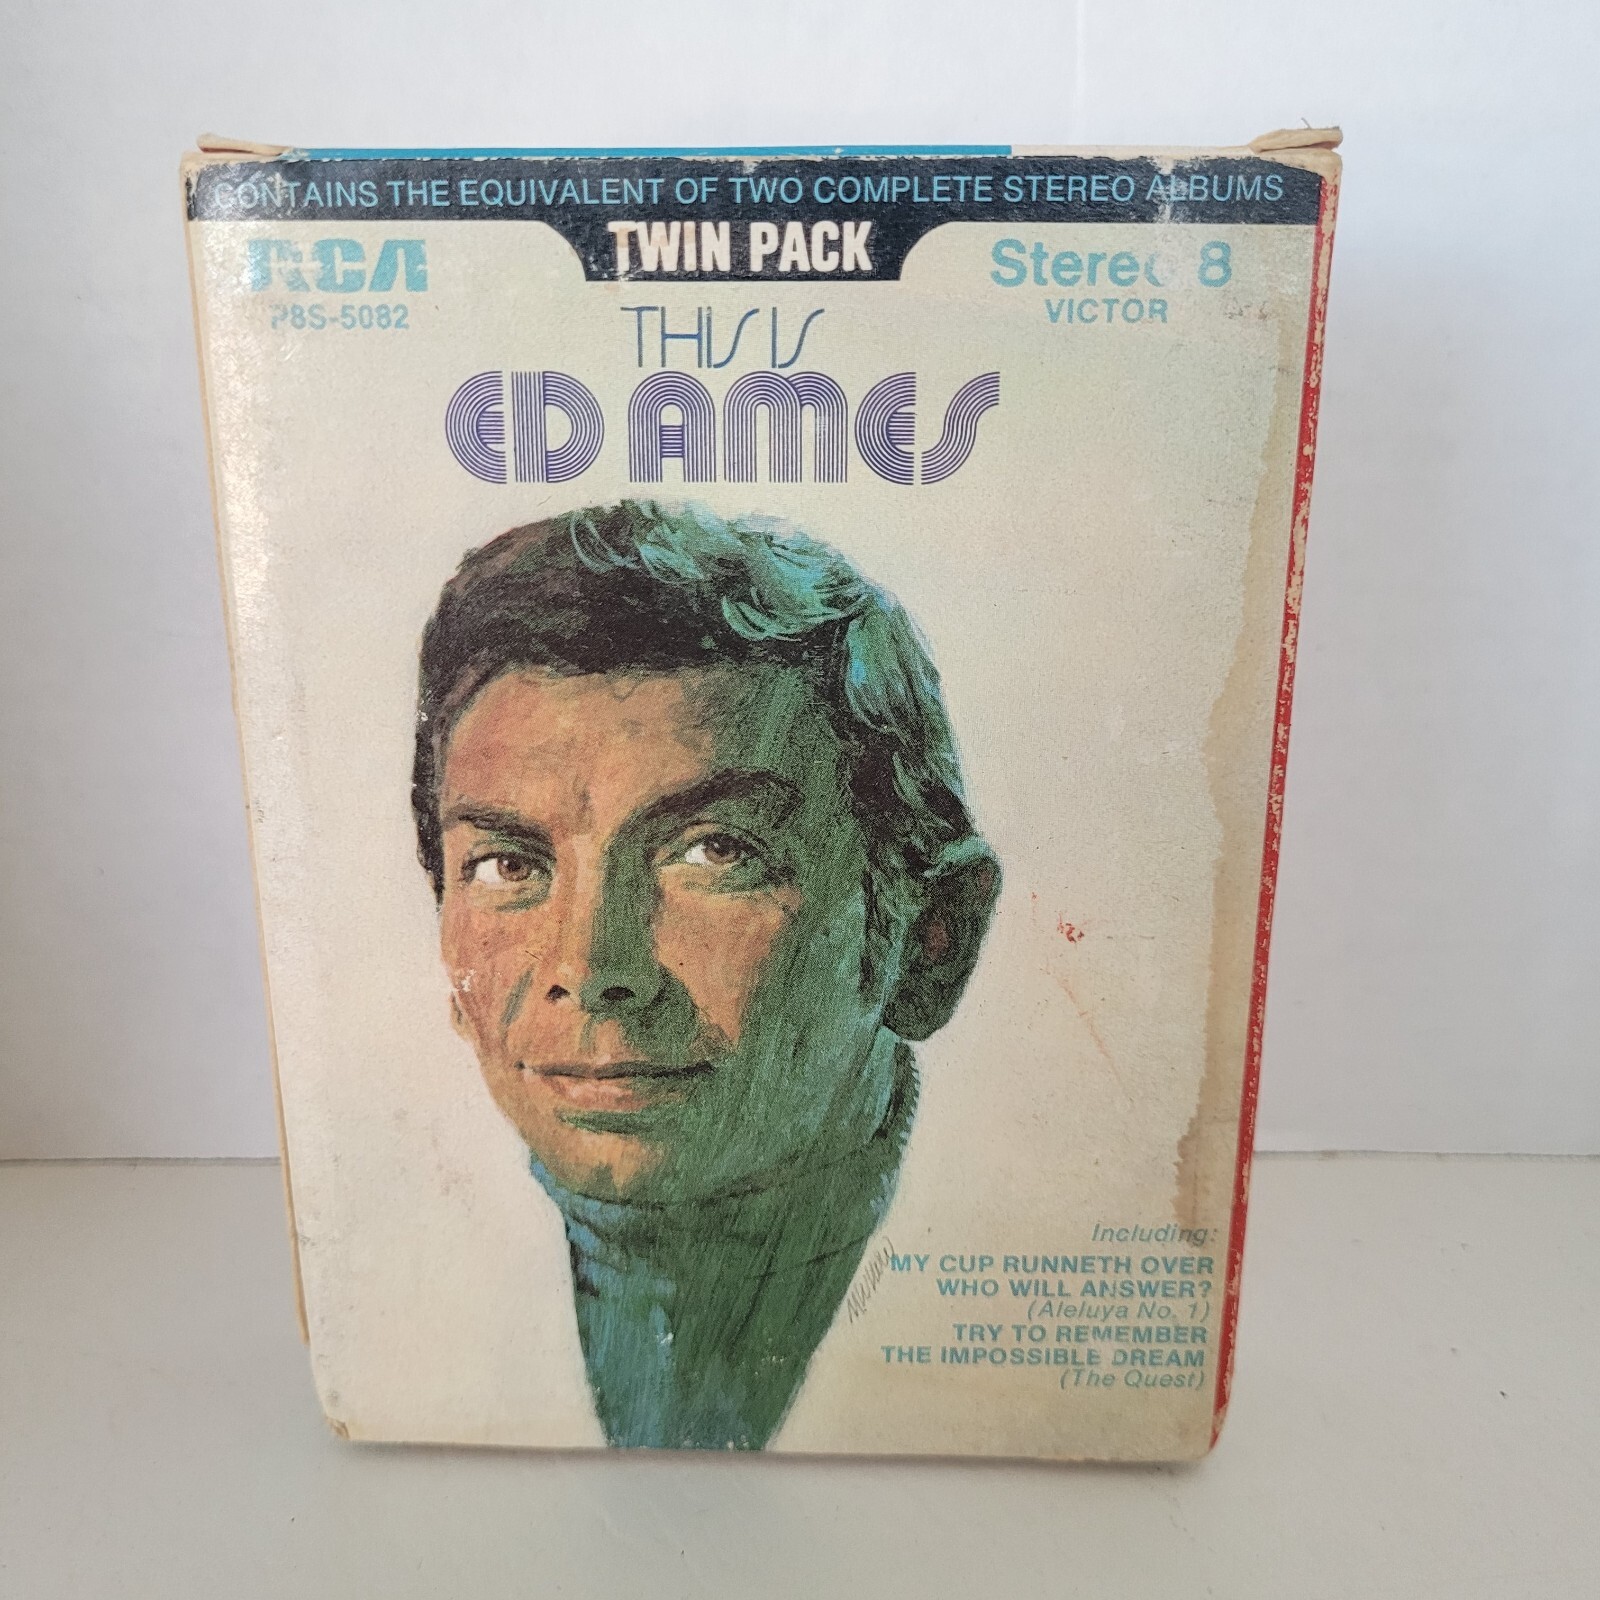 CONTAINS THE EQUIVALENT OF TWO COMPLETE STEREO ALBUMS
TWIN PACK
RCA
P8S-5082
Stereo 8
VICTOR
THIS IS
ED AMES
Including:
MY CUP RUNNETH OVER
WHO WILL ANSWER?
(Aleluya No. 1)
TRY TO REMEMBER
THE IMPOSSIBLE DREAM
(The Quest)